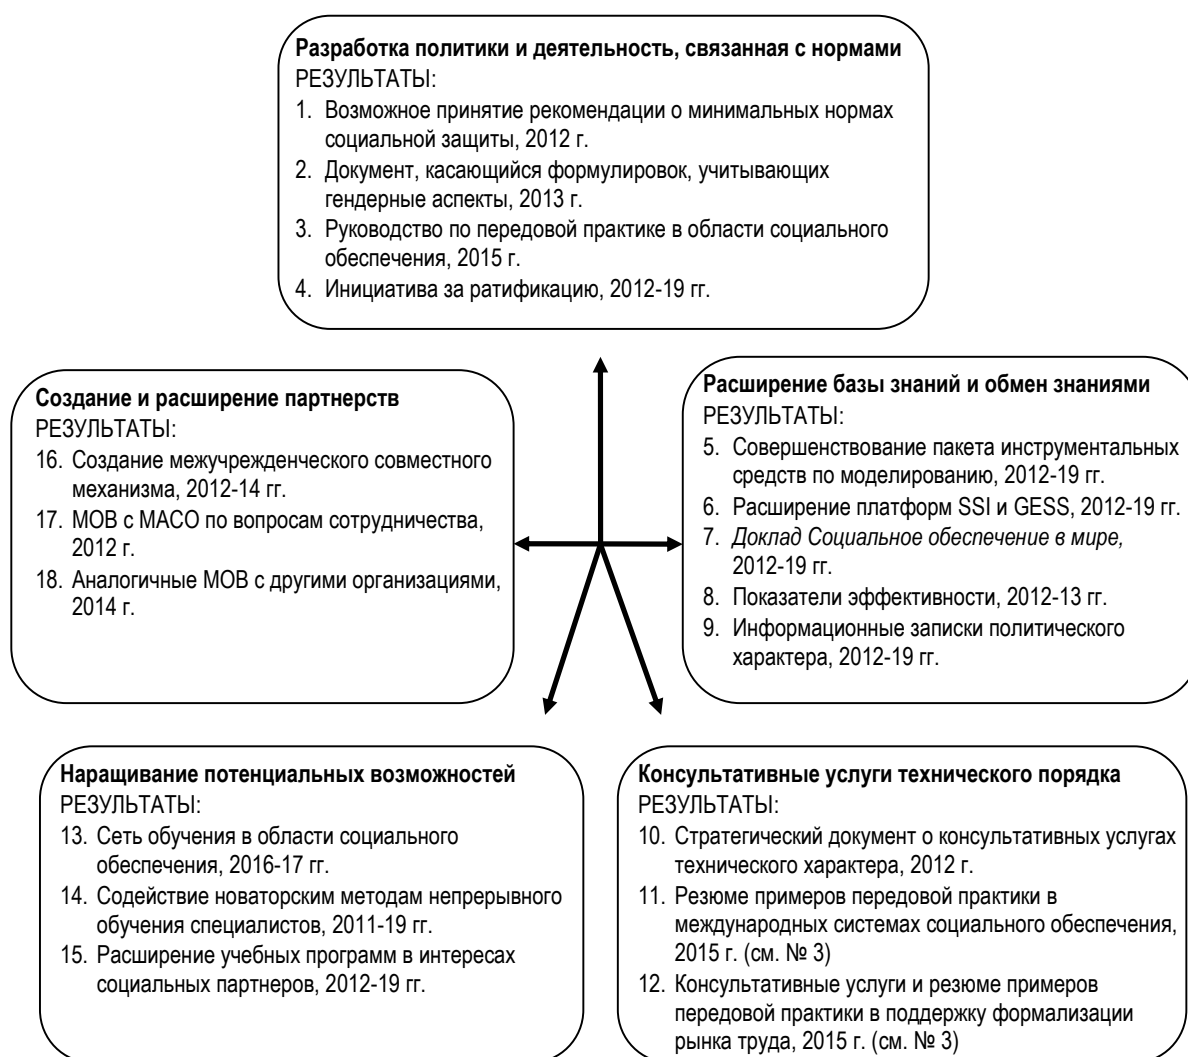 Разработка политики и деятельность, связанная с нормами
РЕЗУЛЬТАТЫ:
1. Возможное принятие рекомендации о минимальных нормах
социальной защиты, 2012 г.
2. Документ, касающийся формулировок, учитывающих
гендерные аспекты, 2013 г.
3. Руководство по передовой практике в области социального
обеспечения, 2015 г.
4. Инициатива за ратификацию, 2012-19 гг.
Создание и расширение партнерств
РЕЗУЛЬТАТЫ:
16. Создание межучрежденческого совместного
механизма, 2012-14 гг.
17. МОВ с МАСО по вопросам сотрудничества,
2012 г.
18. Аналогичные МОВ с другими организациями,
2014 г.
Расширение базы знаний и обмен знаниями
РЕЗУЛЬТАТЫ:
5. Совершенствование пакета инструментальных
средств по моделированию, 2012-19 гг.
6. Расширение платформ SSI и GESS, 2012-19 гг.
7. Доклад Социальное обеспечение в мире,
2012-19 гг.
8. Показатели эффективности, 2012-13 гг.
9. Информационные записки политического
характера, 2012-19 гг.
Наращивание потенциальных возможностей
РЕЗУЛЬТАТЫ:
13. Сеть обучения в области социального
обеспечения, 2016-17 гг.
14. Содействие новаторским методам непрерывного
обучения специалистов, 2011-19 гг.
15. Расширение учебных программ в интересах
социальных партнеров, 2012-19 гг.
Консультативные услуги технического порядка
РЕЗУЛЬТАТЫ:
10. Стратегический документ о консультативных услугах
технического характера, 2012 г.
11. Резюме примеров передовой практики в
международных системах социального обеспечения,
2015 г. (см. № 3)
12. Консультативные услуги и резюме примеров
передовой практики в поддержку формализации
рынка труда, 2015 г. (см. № 3)